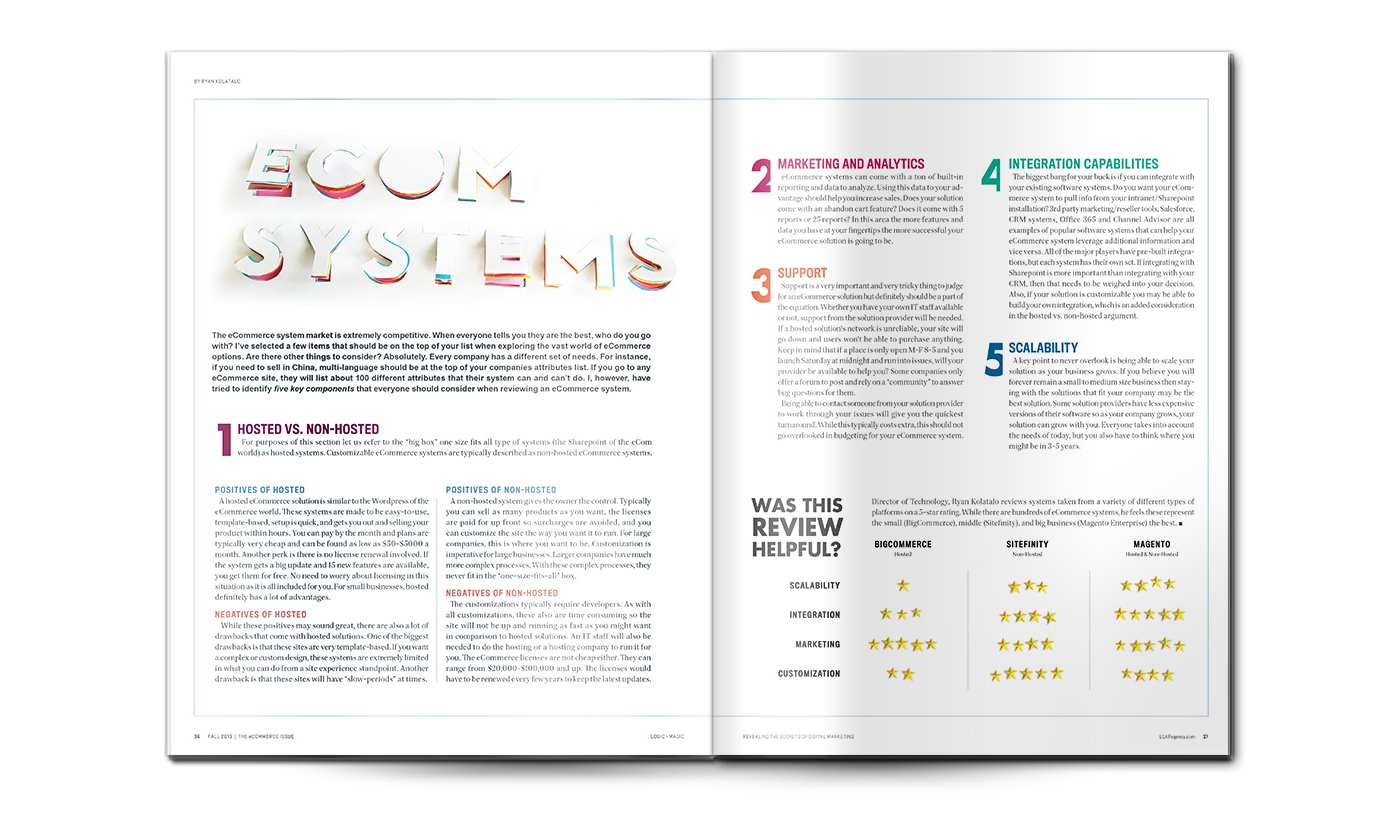 BY RYAN KOLATALO
ECOM
SYSTEMS
The eCommerce system market is extremely competitive. When everyone tells you they are the best, who do you go
with? I've selected a few items that should be on the top of your list when exploring the vast world of eCommerce
options. Are there other things to consider? Absolutely. Every company has a different set of needs. For instance,
if you need to sell in China, multi-language should be at the top of your companies attributes list. If you go to any
eCommerce site, they will list about 100 different attributes that their system can and can't do. I, however, have
tried to identify five key components that everyone should consider when reviewing an eCommerce system.
1 HOSTED VS. NON-HOSTED
For purposes of this section let us refer to the "big box" one size fits all type of systems (the Sharepoint of the eCom
world) as hosted systems. Customizable eCommerce systems are typically described as non-hosted eCommerce systems.
POSITIVES OF HOSTED
A hosted eCommerce solution is similar to the Wordpress of the
eCommerce world. These systems are made to be easy-to-use,
template-based, setup is quick, and gets you out and selling your
product within hours. You can pay by the month and plans are
typically very cheap and can be found as low as $50-$5000 a
month. Another perk is there is no license renewal involved. If
the system gets a big update and 15 new features are available,
you get them for free. No need to worry about licensing in this
situation as it is all included for you. For small businesses, hosted
definitely has a lot of advantages.
NEGATIVES OF HOSTED
While these positives may sound great, there are also a lot of
drawbacks that come with hosted solutions. One of the biggest
drawbacks is that these sites are very template-based. If you want
a complex or custom design, these systems are extremely limited
in what you can do from a site experience standpoint. Another
drawback is that these sites will have "slow-periods" at times.
POSITIVES OF NON-HOSTED
A non-hosted system gives the owner the control. Typically
you can sell as many products as you want, the licenses
are paid for up front so surcharges are avoided, and you
can customize the site the way you want it to run. For large
companies, this is where you want to be. Customization is
imperative for large businesses. Larger companies have much
more complex processes. With these complex processes, they
never fit in the "one-size-fits-all" box.
NEGATIVES OF NON-HOSTED
The customizations typically require developers. As with
all customizations, these also are time consuming so the
site will not be up and running as fast as you might want
in comparison to hosted solutions. An IT staff will also be
needed to do the hosting or a hosting company to run it for
you. The eCommerce licenses are not cheap either. They can
range from $20,000-$100,000 and up. The licenses would
have to be renewed every few years to keep the latest updates.
36 FALL 2013 | THE eCOMMERCE ISSUE
LOGIC+MAGIC
2 MARKETING AND ANALYTICS
eCommerce systems can come with a ton of built-in
reporting and data to analyze. Using this data to your ad-
vantage should help you increase sales. Does your solution
come with an abandon cart feature? Does it come with 5
reports or 25 reports? In this area the more features and
data you have at your fingertips the more successful your
eCommerce solution is going to be.
3 SUPPORT
Support is a very important and very tricky thing to judge
for an eCommerce solution but definitely should be a part of
the equation. Whether you have your own IT staff available
or not, support from the solution provider will be needed.
If a hosted solution's network is unreliable, your site will
go down and users won't be able to purchase anything.
Keep in mind that if a place is only open M-F 8-5 and you
launch Saturday at midnight and run into issues, will your
provider be available to help you? Some companies only
offer a forum to post and rely on a "community" to answer
bug questions for them.
Being able to contact someone from your solution provider
to work through your issues will give you the quickest
turnaround. While this typically costs extra, this should not
go overlooked in budgeting for your eCommerce system.
4 INTEGRATION CAPABILITIES
The biggest bang for your buck is if you can integrate with
your existing software systems. Do you want your eCom-
merce system to pull info from your intranet/Sharepoint
installation? 3rd party marketing/reseller tools, Salesforce,
CRM systems, Office 365 and Channel Advisor are all
examples of popular software systems that can help your
eCommerce system leverage additional information and
vice versa. All of the major players have pre-built integra-
tions, but each system has their own set. If integrating with
Sharepoint is more important than integrating with your
CRM, then that needs to be weighed into your decision.
Also, if your solution is customizable you may be able to
build your own integration, which is an added consideration
in the hosted vs. non-hosted argument.
5 SCALABILITY
A key point to never overlook is being able to scale your
solution as your business grows. If you believe you will
forever remain a small to medium size business then stay-
ing with the solutions that fit your company may be the
best solution. Some solution providers have less expensive
versions of their software so as your company grows, your
solution can grow with you. Everyone takes into account
the needs of today, but you also have to think where you
might be in 3-5 years.
WAS THIS
REVIEW
HELPFUL?
Director of Technology, Ryan Kolatalo reviews systems taken from a variety of different types of
platforms on a 5-star rating. While there are hundreds of eCommerce systems, he feels these represent
the small (BigCommerce), middle (Sitefinity), and big business (Magento Enterprise) the best. ■
BIGCOMMERCE SITEFINITY MAGENTO
Hosted Non-Hosted Hosted & Non-Hosted
SCALABILITY
INTEGRATION
MARKETING
CUSTOMIZATION
REVEALING THE SECRETS OF DIGITAL MARKETING
LEAPagency.com 37